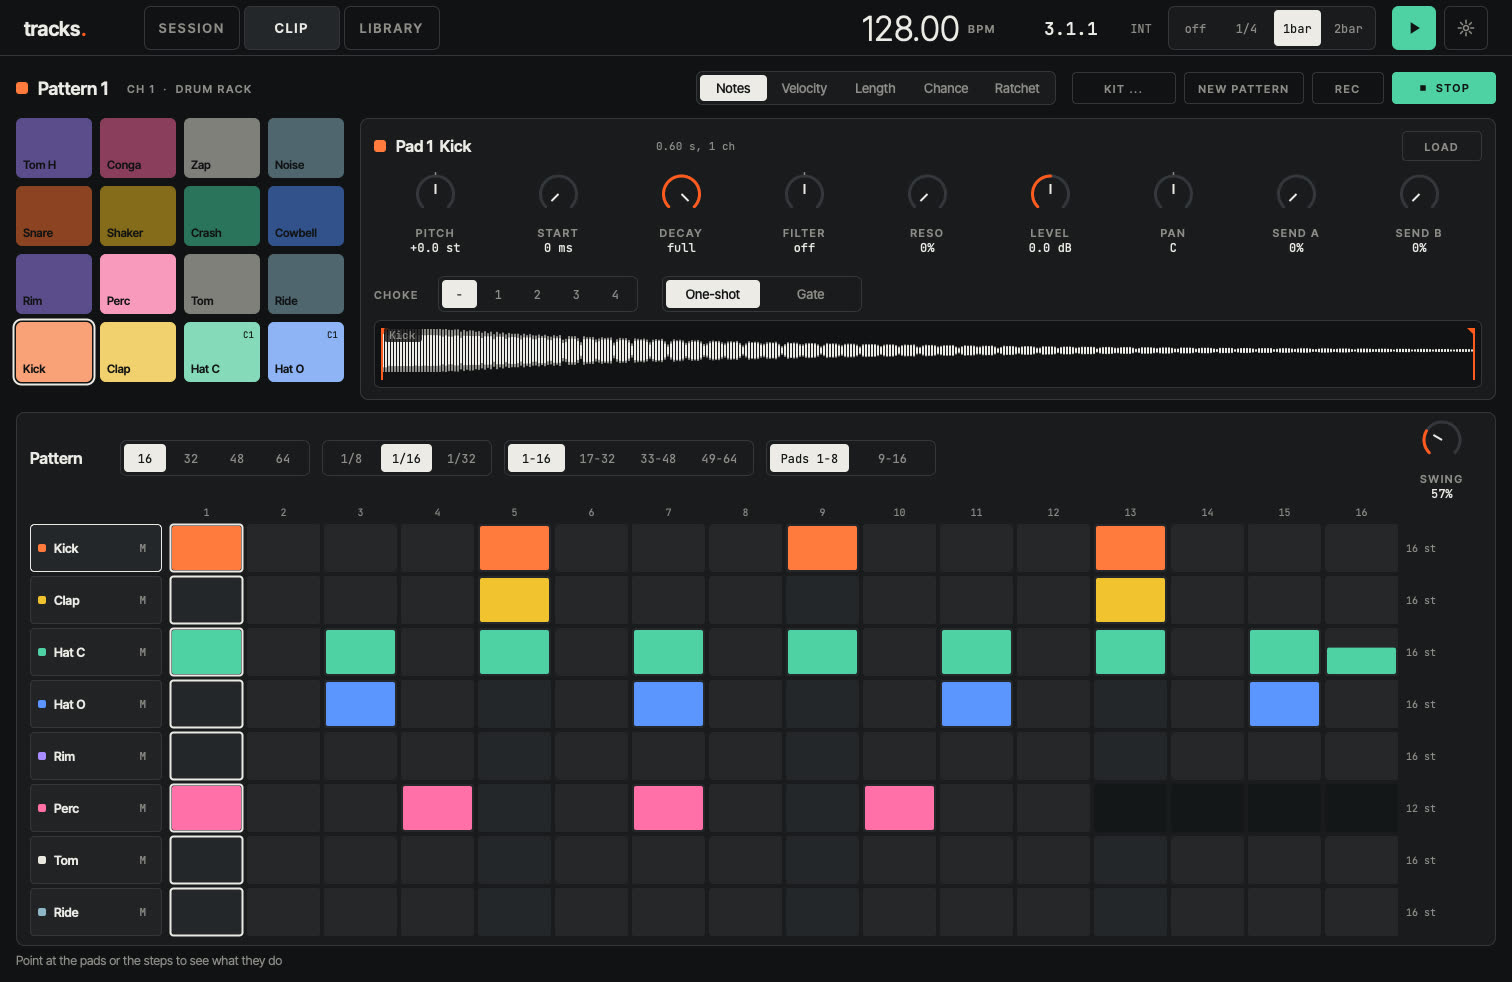 tracks.
SESSION CLIP LIBRARY
128.00 BPM 3.1.1 INT off 1/4 1bar 2bar
Pattern 1 CH 1 · DRUM RACK
Notes Velocity Length Chance Ratchet KIT ... NEW PATTERN REC STOP
Tom H Conga Zap Noise
Snare Shaker Crash Cowbell
Rim Perc Tom Ride
C1 C1
Kick Clap Hat C Hat O
Pad 1 Kick 0.60 s, 1 ch LOAD
PITCH START DECAY FILTER RESO LEVEL PAN SEND A SEND B
+0.0 st 0 ms full off 0% 0.0 dB C 0% 0%
CHOKE - 1 2 3 4 One-shot Gate
Kick
Pattern 16 32 48 64 1/8 1/16 1/32 1-16 17-32 33-48 49-64 Pads 1-8 9-16
SWING
57%
1 2 3 4 5 6 7 8 9 10 11 12 13 14 15 16
Kick M 16 st
Clap M 16 st
Hat C M 16 st
Hat O M 16 st
Rim M 16 st
Perc M 12 st
Tom M 16 st
Ride M 16 st
Point at the pads or the steps to see what they do